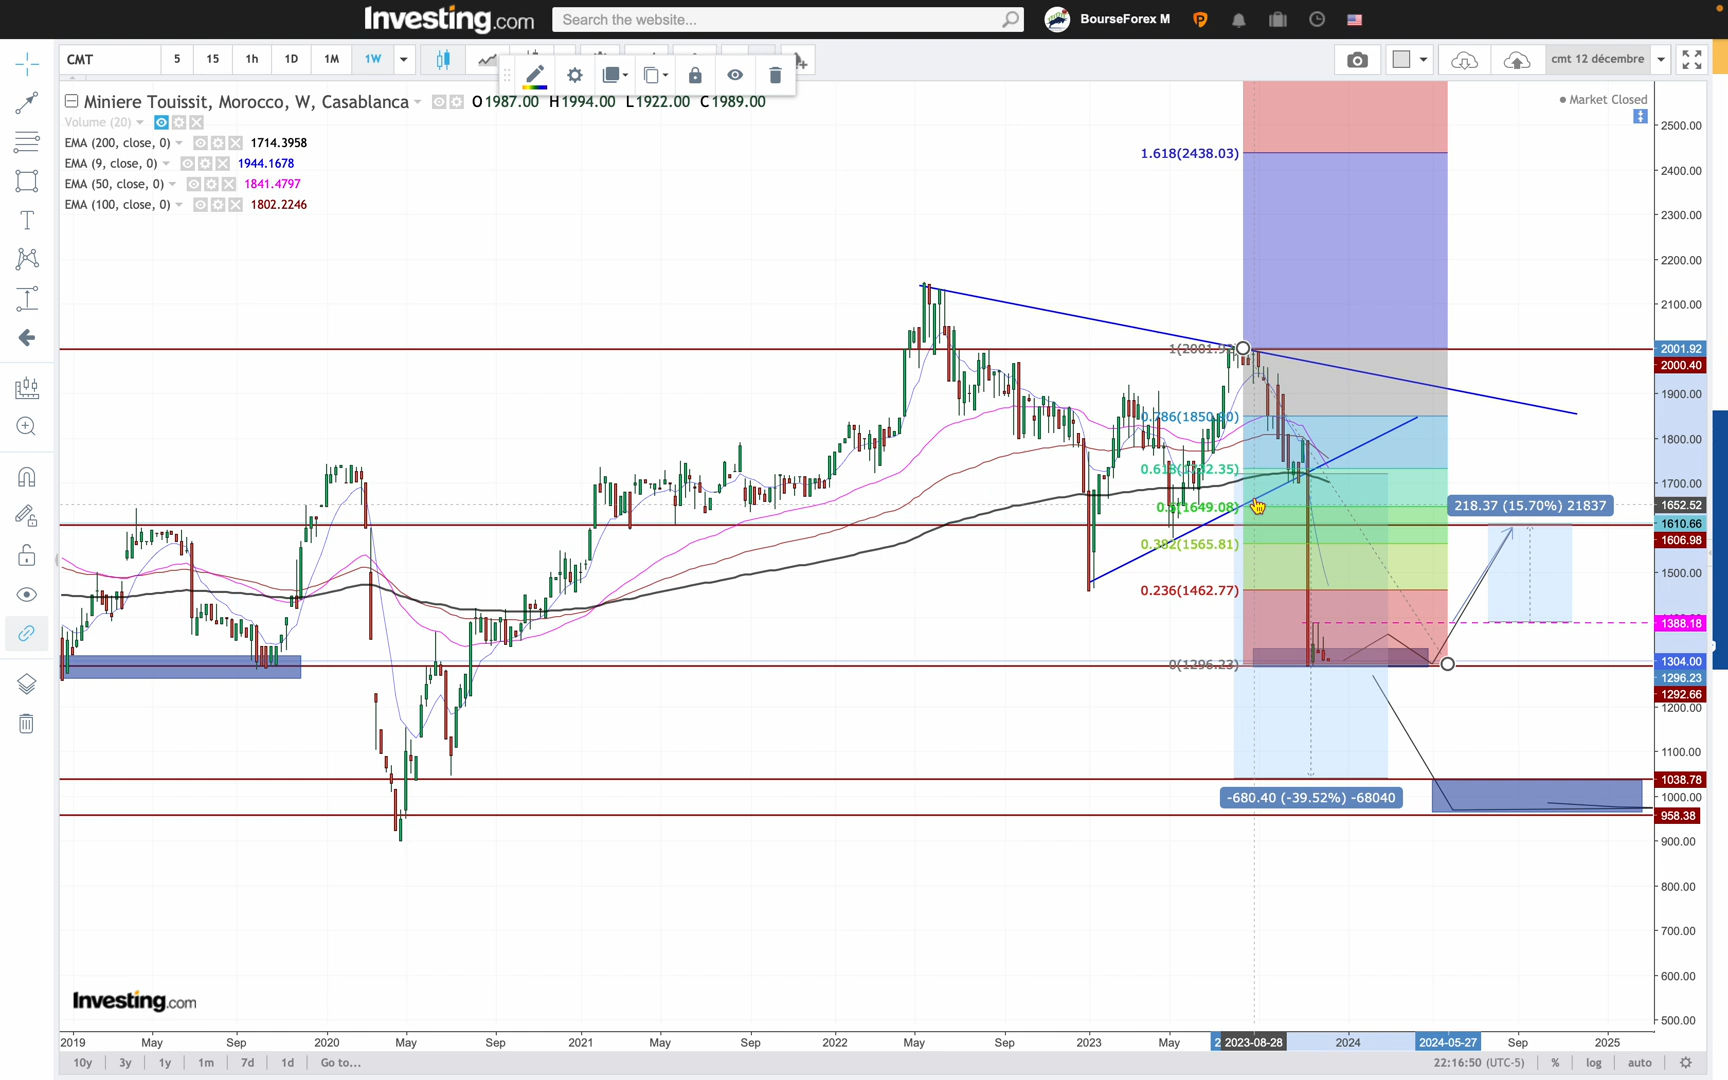 Investing.com
Search the website...
BourseForex M
CMT
5
15
1h
1D
1M
1W
cmt 12 décembre
Miniere Touissit, Morocco, W, Casablanca
O1987.00 H1994.00 L1922.00 C1989.00
Market Closed
Volume (20)
EMA (200, close, 0) 1714.3958
EMA (9, close, 0) 1944.1678
EMA (50, close, 0) 1841.4797
EMA (100, close, 0) 1802.2246
1.618(2438.03)
0.786(1850.80)
0.5(1649.08)
0.382(1565.81)
0.236(1462.77)
0(1296.23)
218.37 (15.70%) 21837
-680.40 (-39.52%) -68040
2500.00
2400.00
2300.00
2200.00
2100.00
2001.92
2000.40
1900.00
1800.00
1700.00
1652.52
1610.66
1606.98
1500.00
1388.18
1304.00
1296.23
1292.66
1200.00
1100.00
1038.78
1000.00
958.38
900.00
800.00
700.00
600.00
500.00
Investing.com
2019
May
Sep
2020
May
Sep
2021
May
Sep
2022
May
Sep
2023
May
2023-08-28
2024
2024-05-27
Sep
2025
10y
3y
1y
1m
7d
1d
Go to...
22:16:50 (UTC-5)
%
log
auto